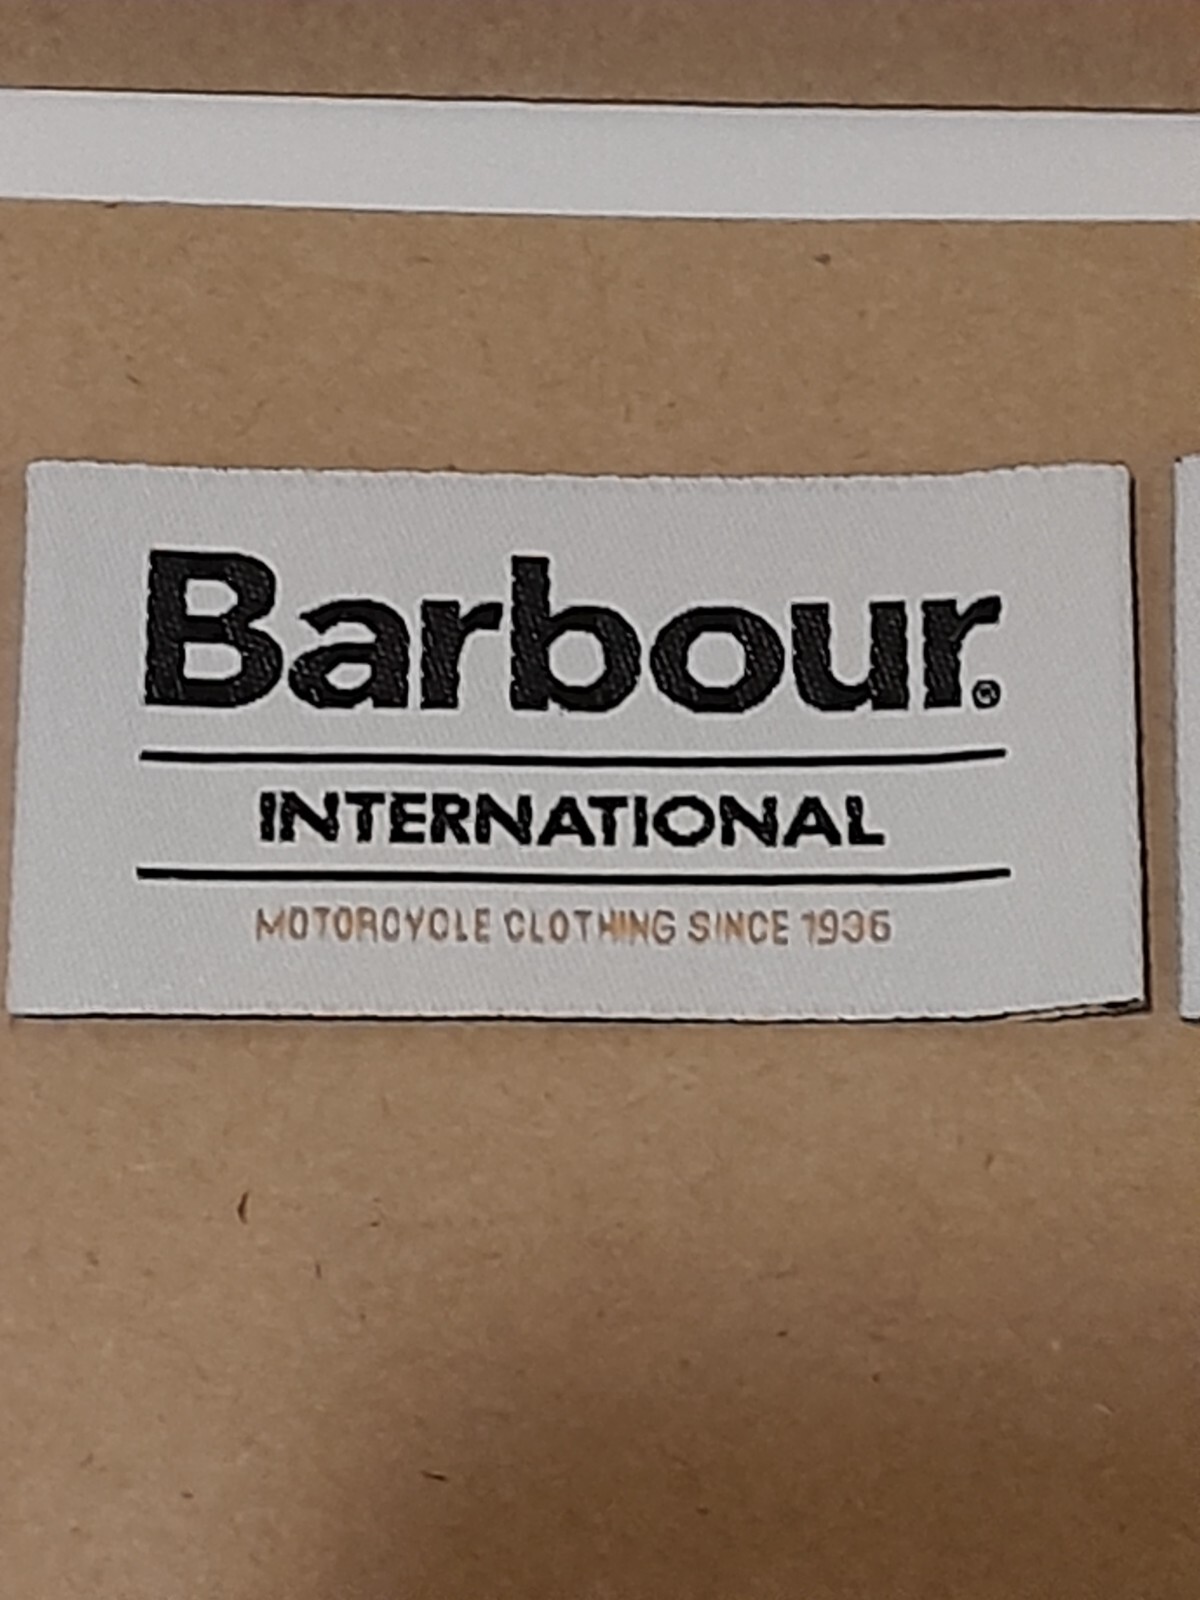 Barbour®
INTERNATIONAL
MOTORCYCLE CLOTHING SINCE 1936